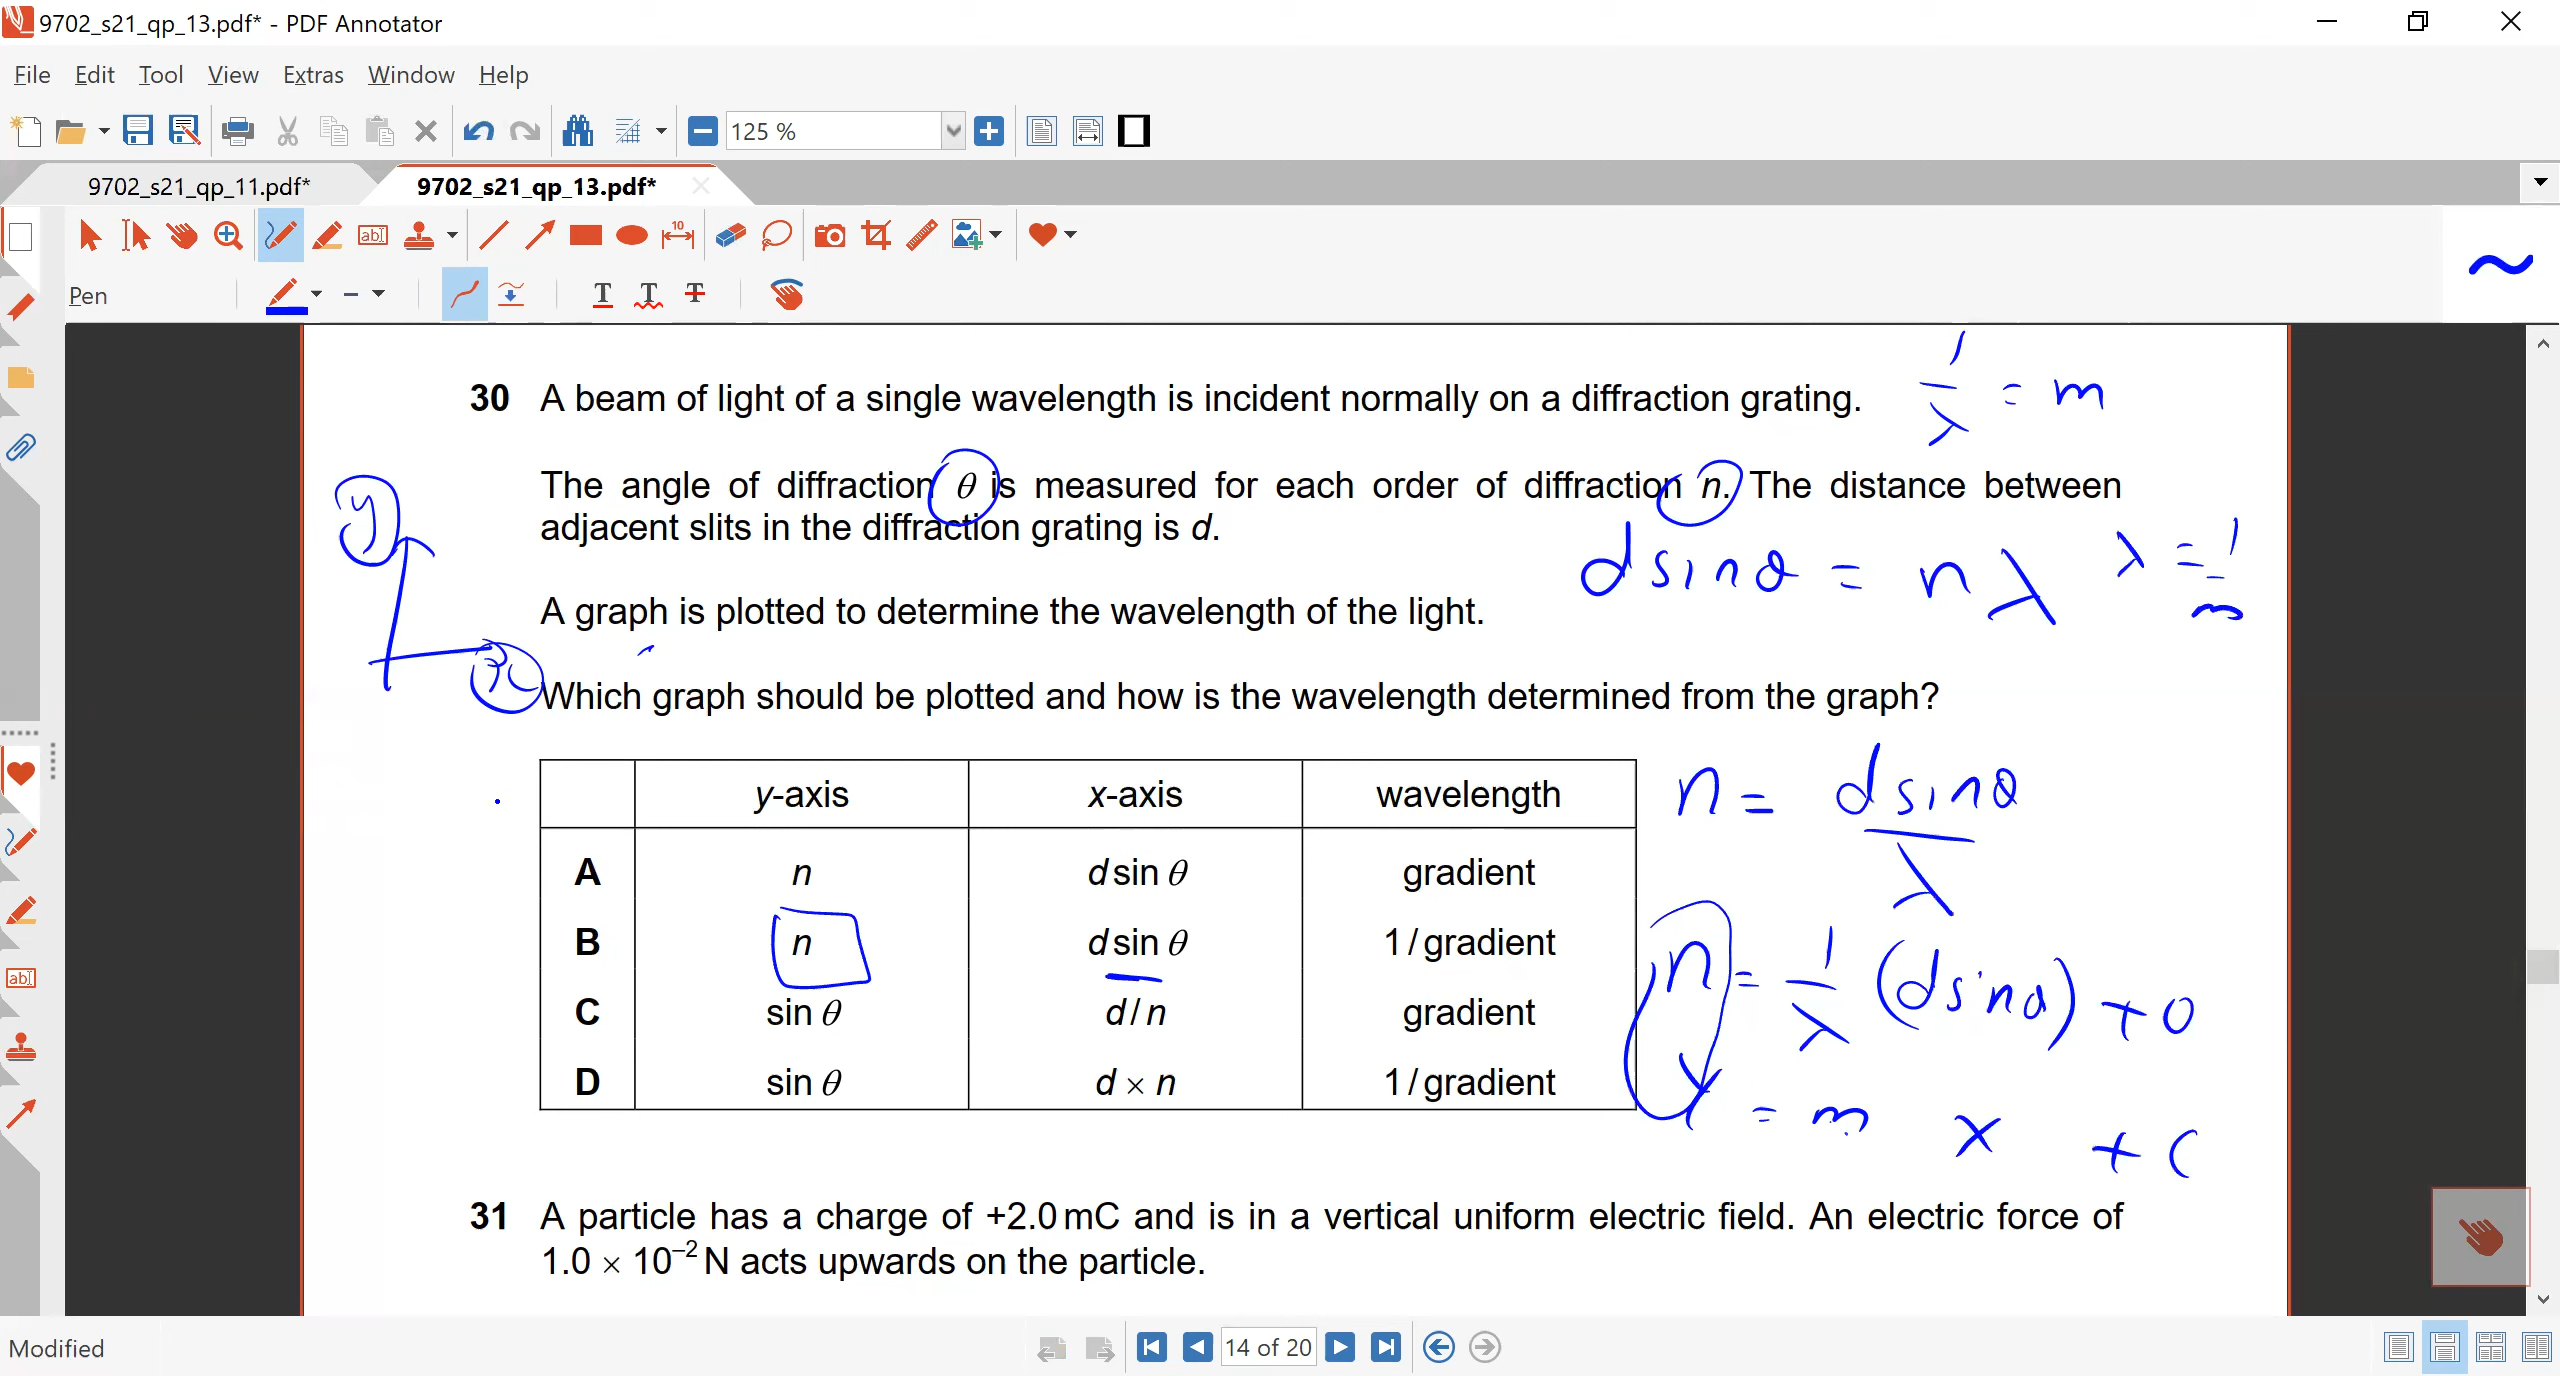 9702_s21_qp_13.pdf* - PDF Annotator
File Edit Tool View Extras Window Help
125 %
9702_s21_qp_11.pdf* 9702_s21_qp_13.pdf*
ab 10
Pen T T T
30 A beam of light of a single wavelength is incident normally on a diffraction grating.
1/λ = m
The angle of diffraction θ is measured for each order of diffraction n. The distance between
adjacent slits in the diffraction grating is d.
y
d sinθ = nλ λ = 1/m
A graph is plotted to determine the wavelength of the light.
x
Which graph should be plotted and how is the wavelength determined from the graph?
y-axis x-axis wavelength
A n d sin θ gradient
B n d sin θ 1 / gradient
C sin θ d / n gradient
D sin θ d × n 1 / gradient
n = d sinθ/λ
n = 1/λ (d sinθ) + 0
y = m x + C
31 A particle has a charge of +2.0 mC and is in a vertical uniform electric field. An electric force of
1.0 × 10⁻² N acts upwards on the particle.
ab
Modified 14 of 20